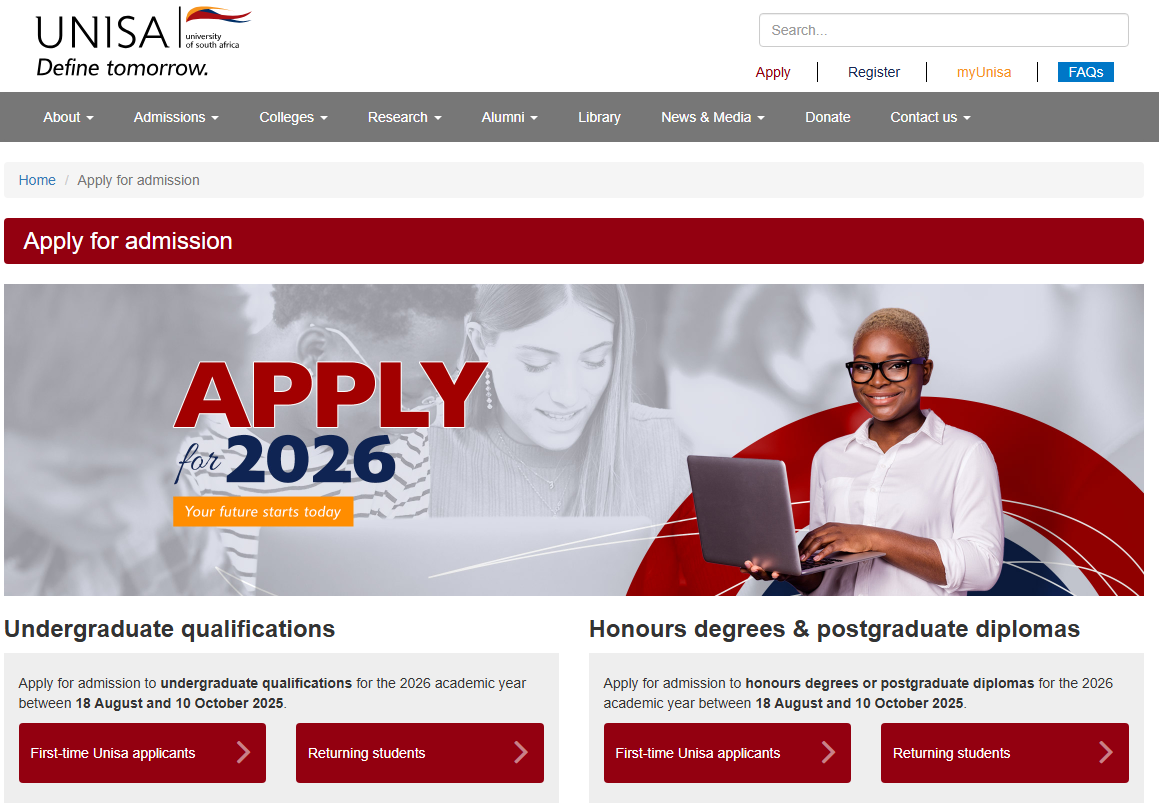 UNISA university
of south africa
Define tomorrow.
Search...
Apply Register myUnisa FAQs
About Admissions Colleges Research Alumni Library News & Media Donate Contact us
Home / Apply for admission
Apply for admission
APPLY
for 2026
Your future starts today
Undergraduate qualifications
Apply for admission to undergraduate qualifications for the 2026 academic year
between 18 August and 10 October 2025.
First-time Unisa applicants Returning students
Honours degrees & postgraduate diplomas
Apply for admission to honours degrees or postgraduate diplomas for the 2026
academic year between 18 August and 10 October 2025.
First-time Unisa applicants Returning students